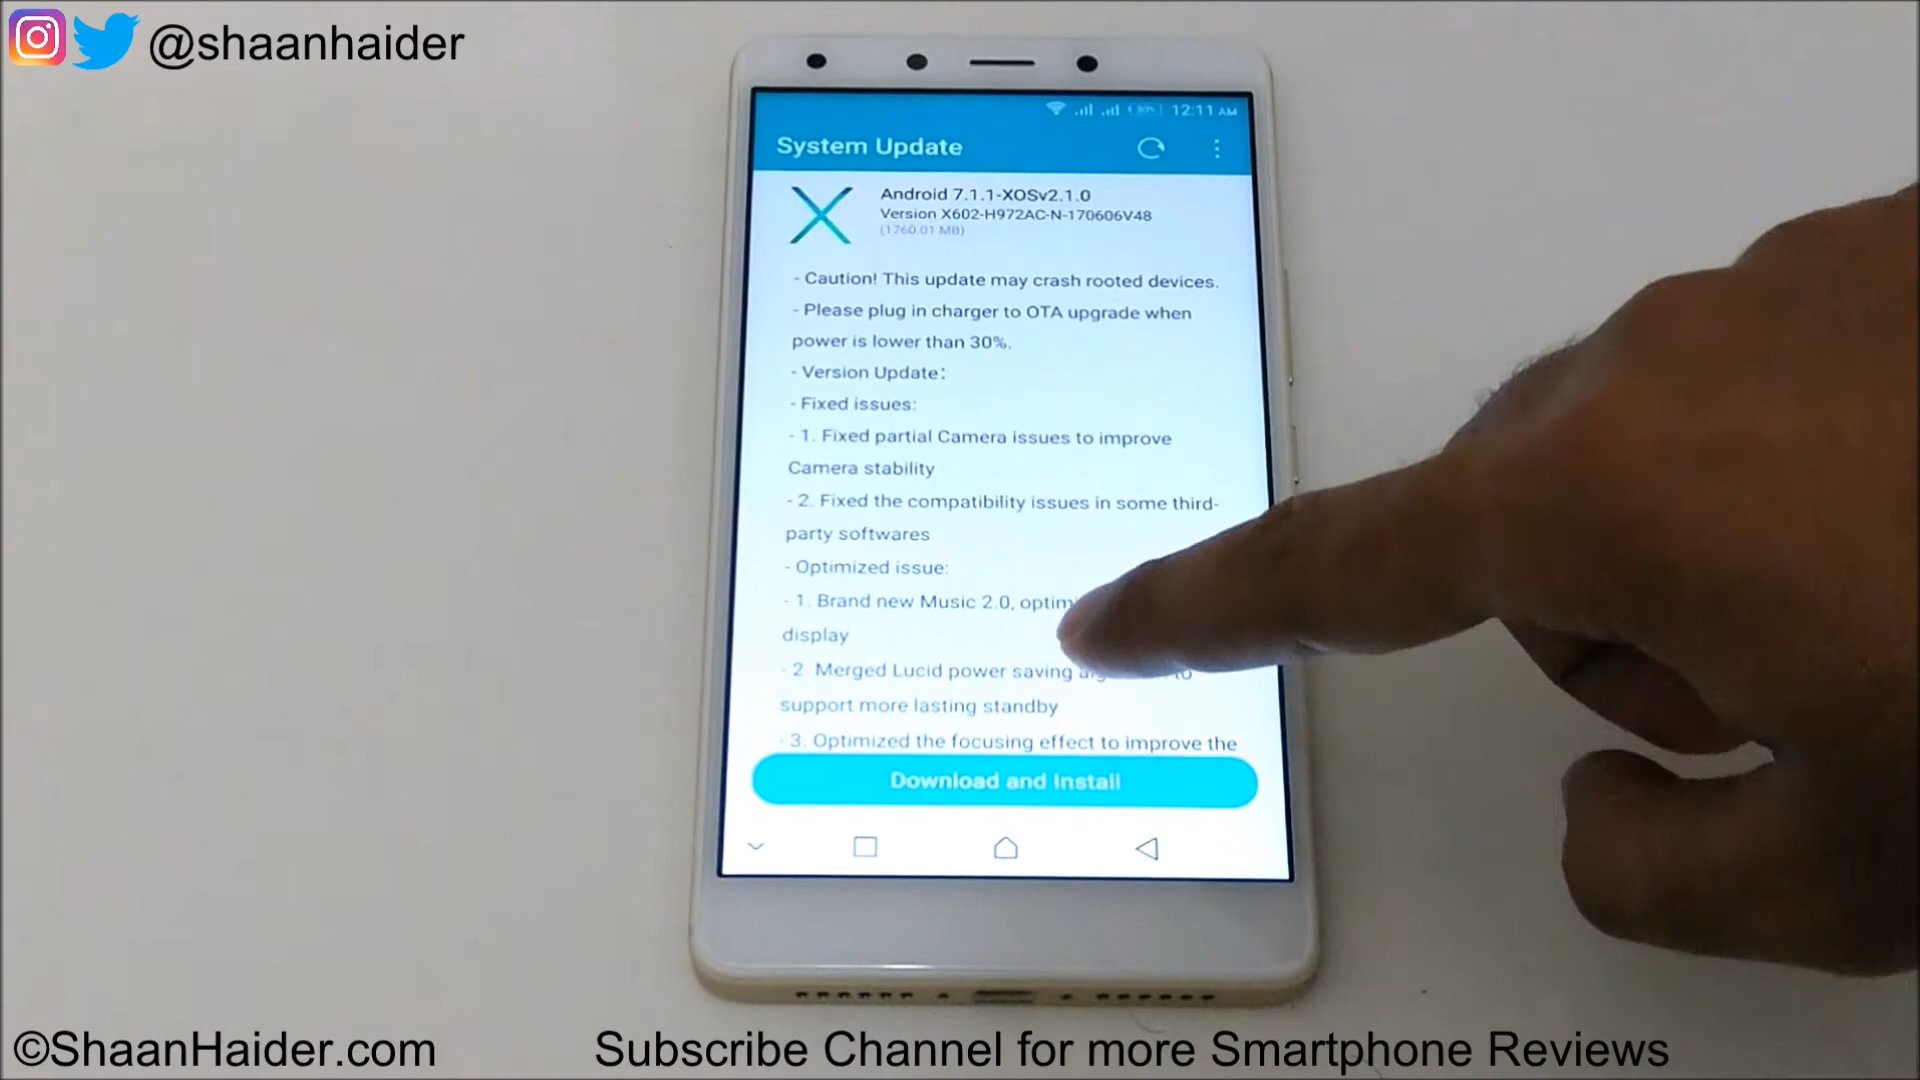 @shaanhaider
12:11 AM
System Update
Android 7.1.1-XOSv2.1.0
Version X602-H972AC-N-170606V48
(1760.01 MB)
- Caution! This update may crash rooted devices.
- Please plug in charger to OTA upgrade when
power is lower than 30%.
- Version Update:
- Fixed issues:
- 1. Fixed partial Camera issues to improve
Camera stability
- 2. Fixed the compatibility issues in some third-
party softwares
- Optimized issue:
- 1. Brand new Music 2.0,
display
- 2. Merged Lucid power saving to
support more lasting standby
- 3. Optimized the focusing effect to improve the
Download and Install
©ShaanHaider.com
Subscribe Channel for more Smartphone Reviews